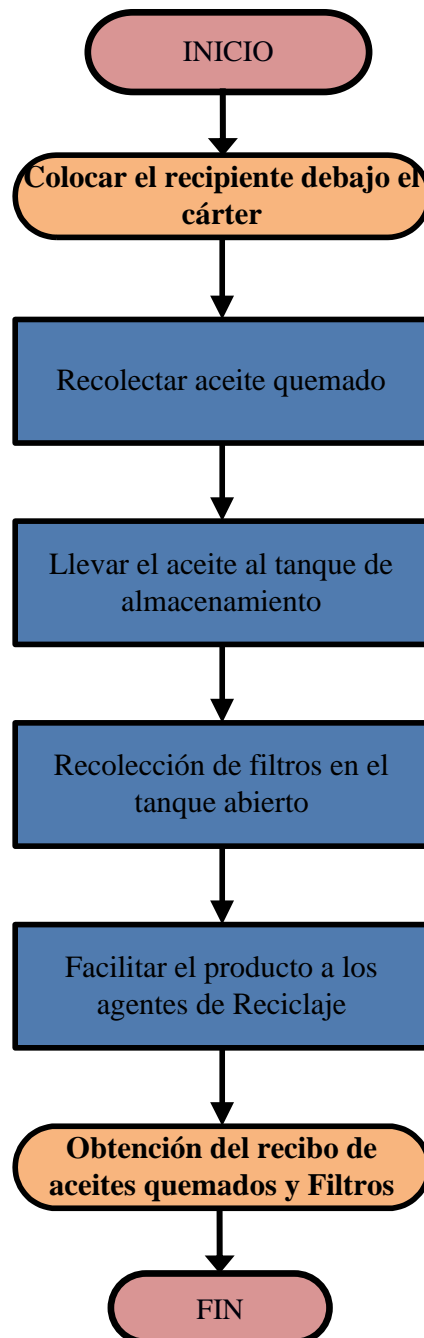 INICIO
Colocar el recipiente debajo el
cárter
Recolectar aceite quemado
Llevar el aceite al tanque de
almacenamiento
Recolección de filtros en el
tanque abierto
Facilitar el producto a los
agentes de Reciclaje
Obtención del recibo de
aceites quemados y Filtros
FIN